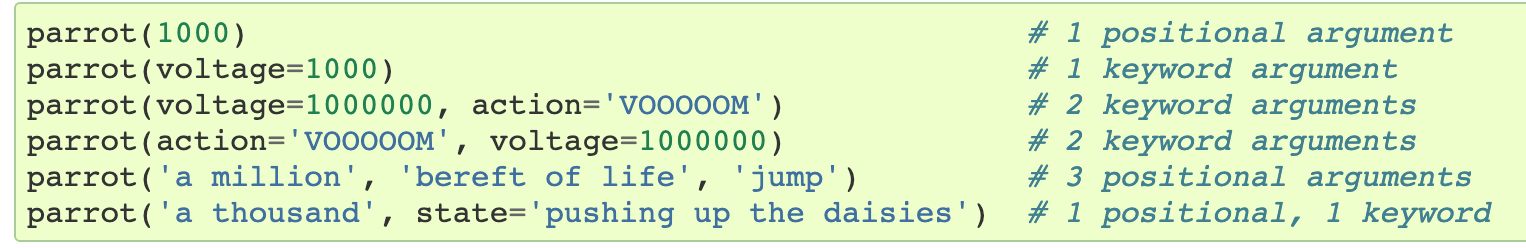 parrot(1000)                                          # 1 positional argument
parrot(voltage=1000)                                  # 1 keyword argument
parrot(voltage=1000000, action='VOOOOOM')             # 2 keyword arguments
parrot(action='VOOOOOM', voltage=1000000)             # 2 keyword arguments
parrot('a million', 'bereft of life', 'jump')         # 3 positional arguments
parrot('a thousand', state='pushing up the daisies')  # 1 positional, 1 keyword